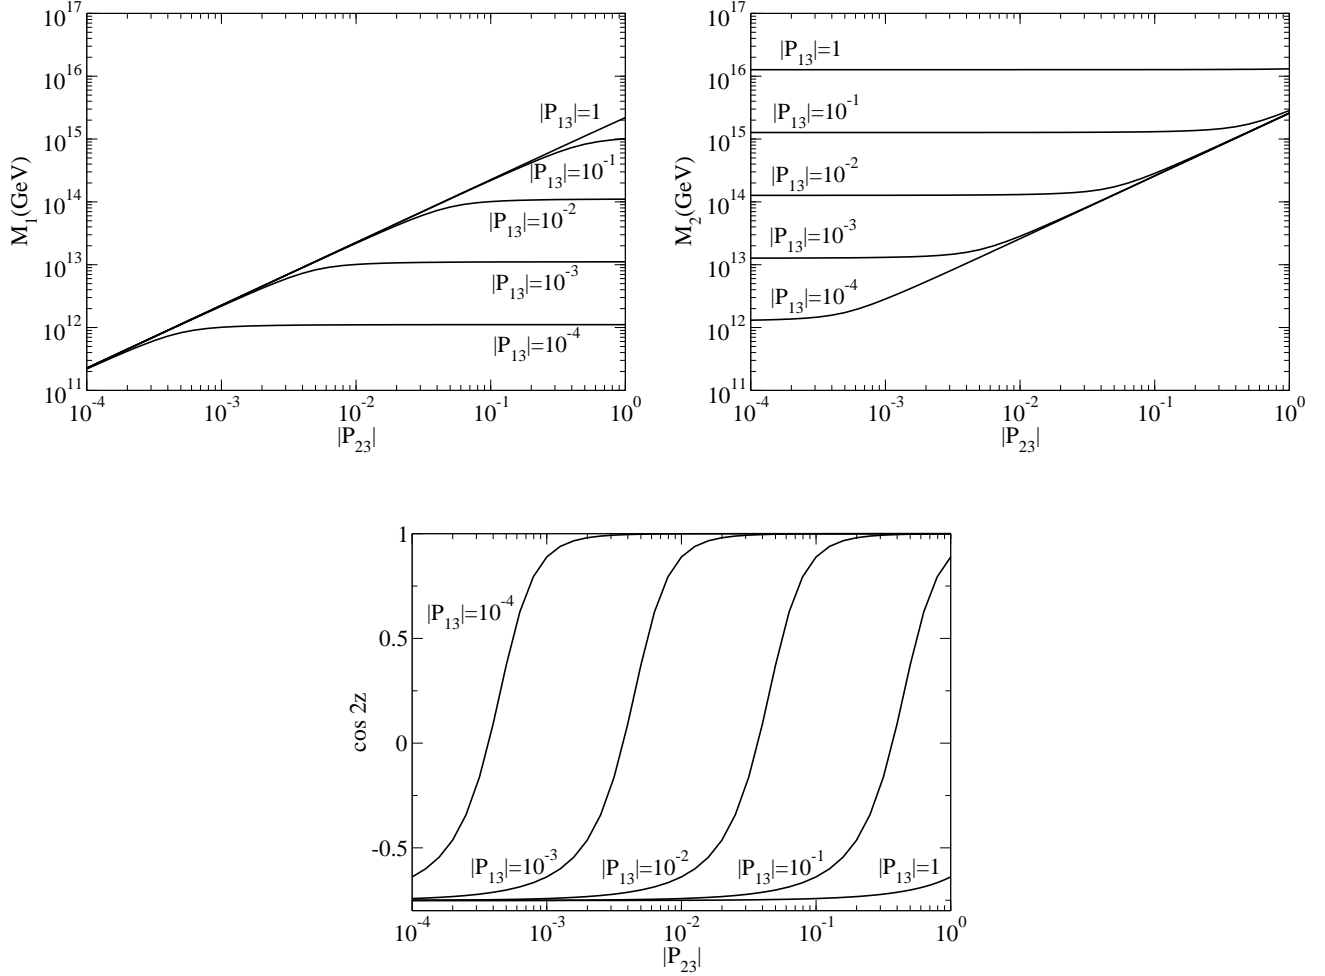 10^17
10^16
10^15
10^14
10^13
10^12
10^11
M_1(GeV)
|P_13|=1
|P_13|=10^-1
|P_13|=10^-2
|P_13|=10^-3
|P_13|=10^-4
10^-4 10^-3 10^-2 10^-1 10^0
|P_23|
10^17
10^16
10^15
10^14
10^13
10^12
10^11
M_2(GeV)
|P_13|=1
|P_13|=10^-1
|P_13|=10^-2
|P_13|=10^-3
|P_13|=10^-4
10^-4 10^-3 10^-2 10^-1 10^0
|P_23|
1
0.5
0
-0.5
cos 2z
|P_13|=10^-4
|P_13|=10^-3 |P_13|=10^-2 |P_13|=10^-1 |P_13|=1
10^-4 10^-3 10^-2 10^-1 10^0
|P_23|